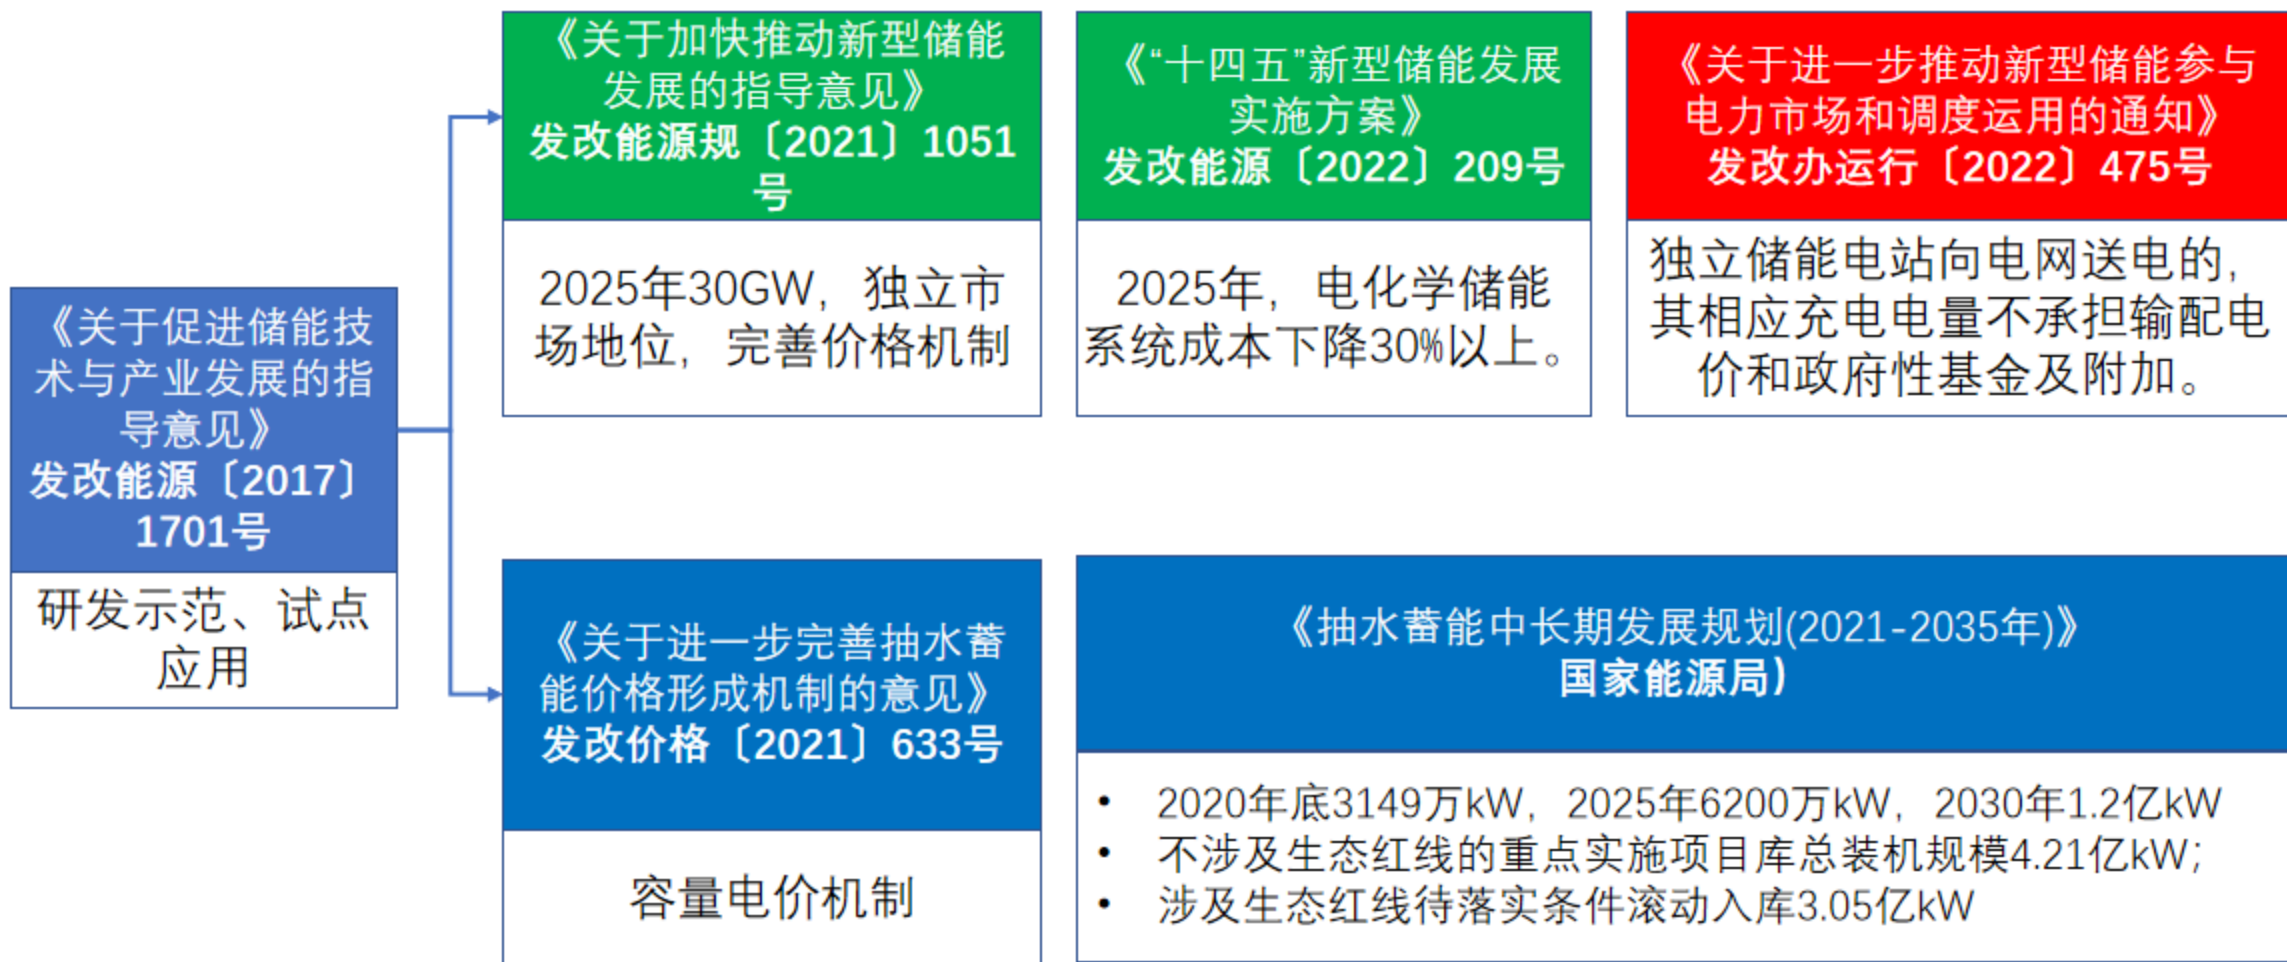 《关于促进储能技
术与产业发展的指
导意见》
发改能源〔2017〕
1701号
研发示范、试点
应用
《关于加快推动新型储能
发展的指导意见》
发改能源规〔2021〕1051
号
2025年30GW，独立市
场地位，完善价格机制
《“十四五”新型储能发展
实施方案》
发改能源〔2022〕209号
2025年，电化学储能
系统成本下降30%以上。
《关于进一步推动新型储能参与
电力市场和调度运用的通知》
发改办运行〔2022〕475号
独立储能电站向电网送电的，
其相应充电电量不承担输配电
价和政府性基金及附加。
《关于进一步完善抽水蓄
能价格形成机制的意见》
发改价格〔2021〕633号
容量电价机制
《抽水蓄能中长期发展规划(2021-2035年)》
国家能源局）
• 2020年底3149万kW，2025年6200万kW，2030年1.2亿kW
• 不涉及生态红线的重点实施项目库总装机规模4.21亿kW；
• 涉及生态红线待落实条件滚动入库3.05亿kW